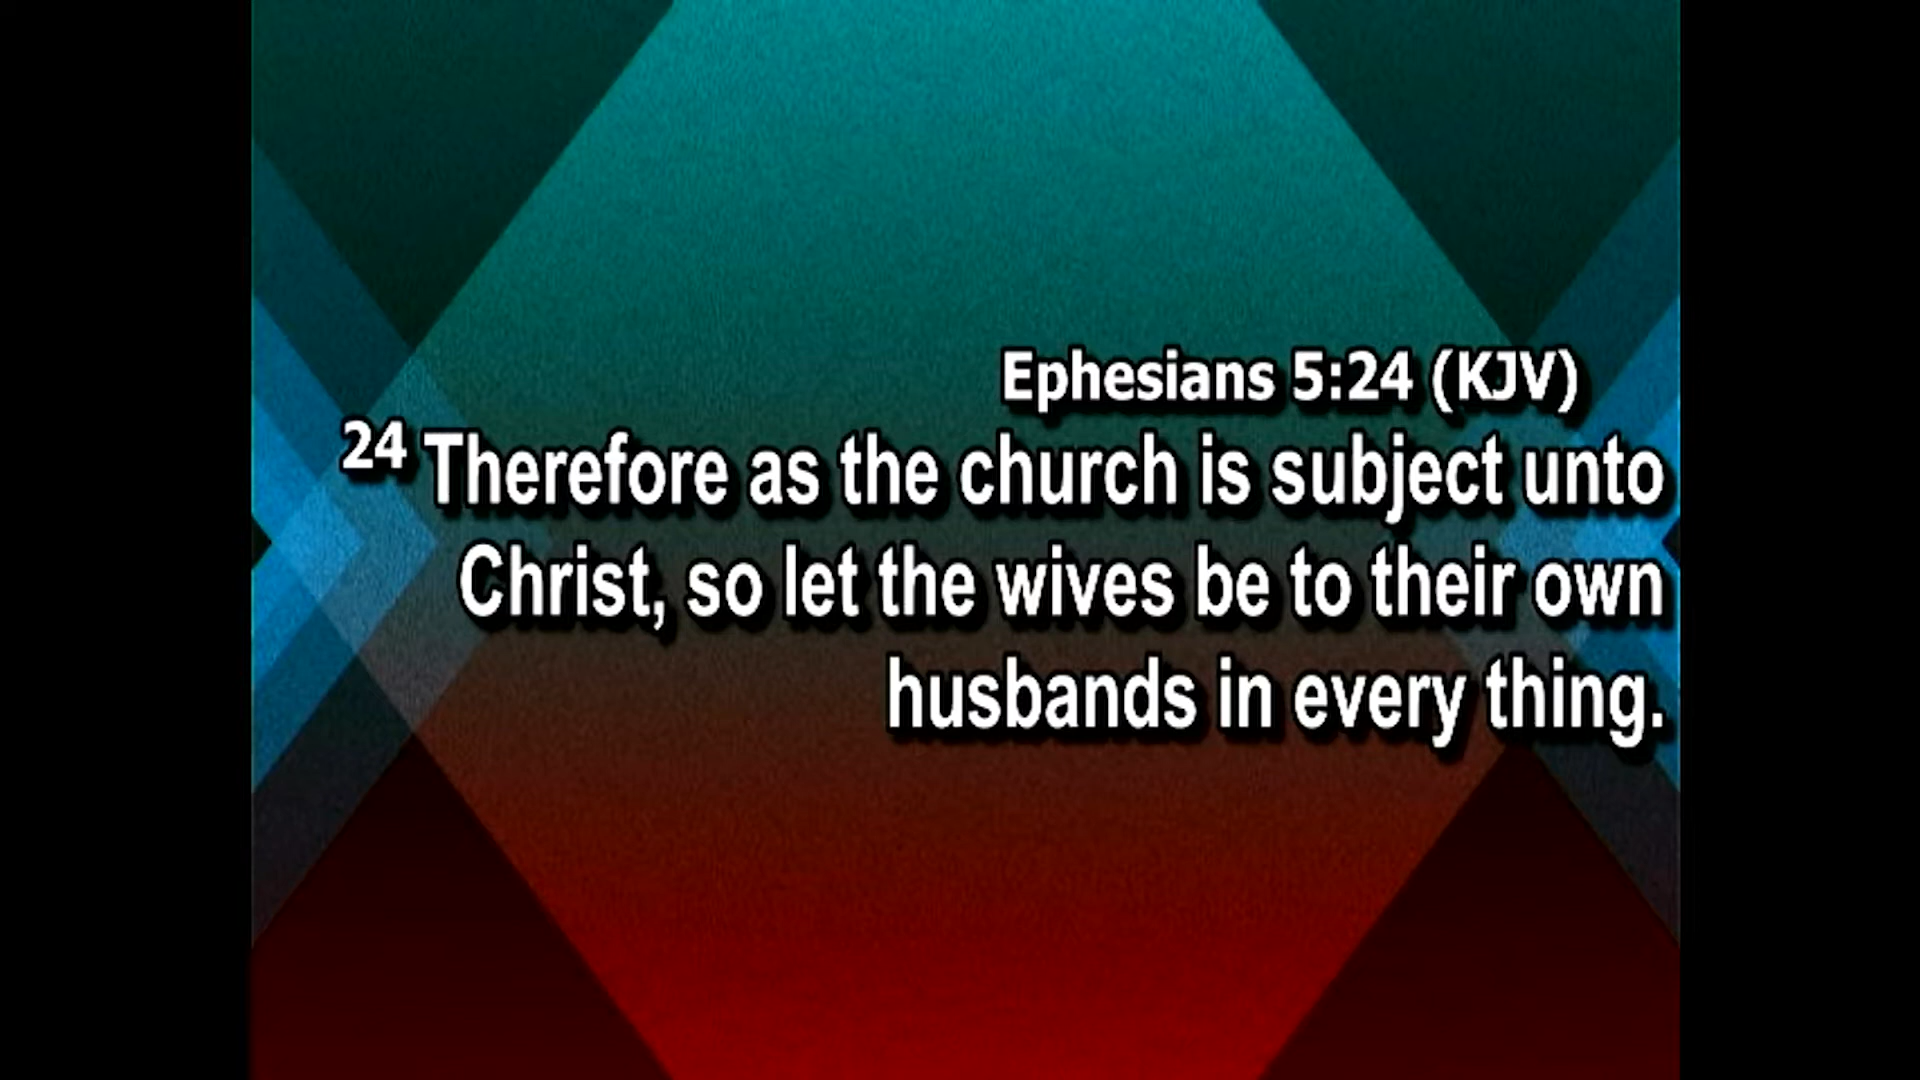 Ephesians 5:24 (KJV)
24 Therefore as the church is subject unto
Christ, so let the wives be to their own
husbands in every thing.